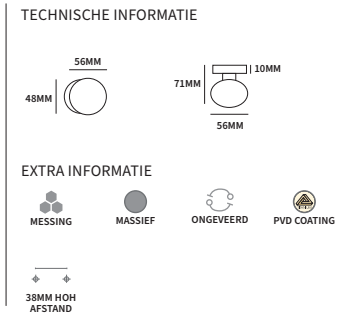 TECHNISCHE INFORMATIE
56MM
48MM
10MM
71MM
56MM
EXTRA INFORMATIE
MESSING
MASSIEF
ONGEVEERD
PVD COATING
38MM HOH
AFSTAND